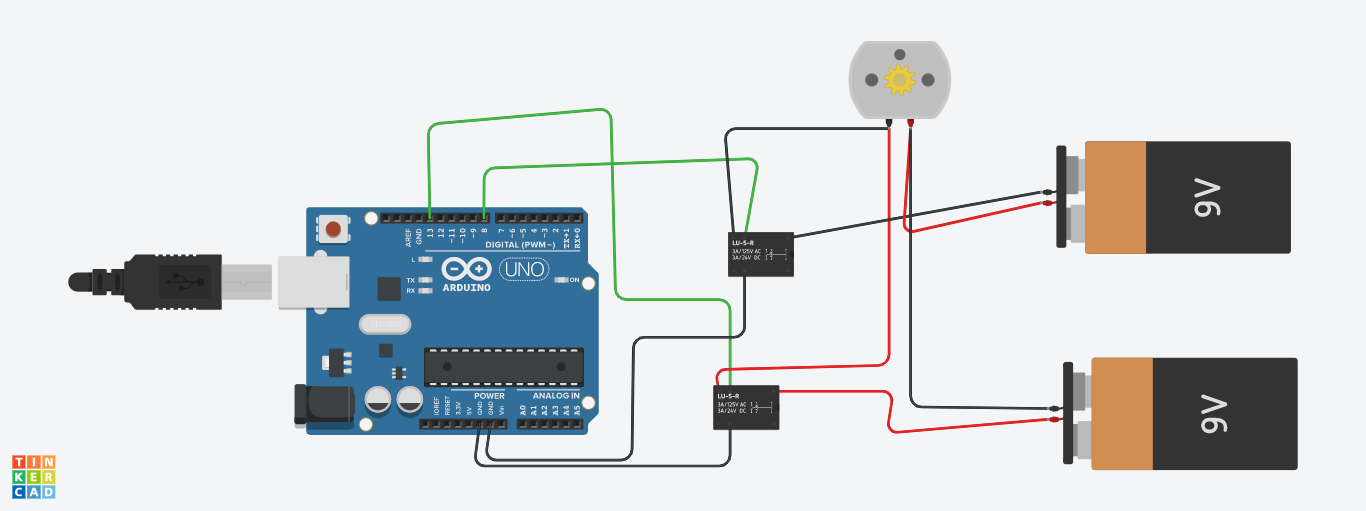 AREF
GND
13
12
~11
~10
~9
8
7
~6
~5
4
~3
2
TX→1
RX←0
DIGITAL (PWM~)
L
TX
RX
UNO
ARDUINO
ON
POWER
ANALOG IN
IOREF
RESET
3.3V
5V
GND
GND
Vin
A0
A1
A2
A3
A4
A5
LU-5-R
3A/125V AC
3A/24V DC
LU-5-R
3A/125V AC
3A/24V DC
9V
9V
TIN
KER
CAD